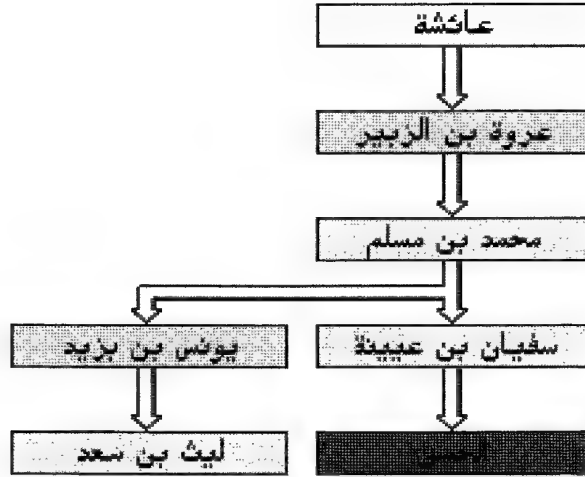 عائشة
عروة بن الزبير
محمد بن مسلم
سفيان بن عيينة
يونس بن يزيد
ليث بن سعد